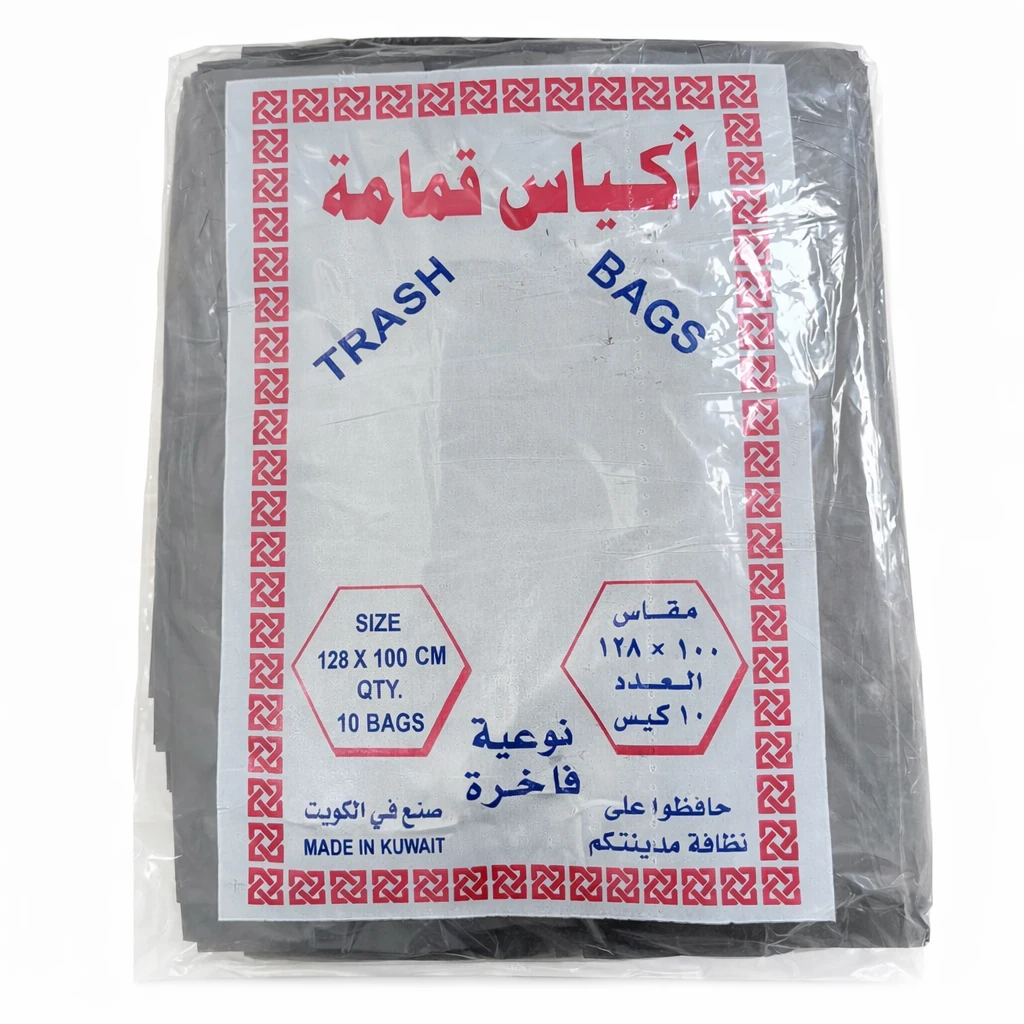 أكياس قمامة
TRASH BAGS
SIZE
128 X 100 CM
QTY.
10 BAGS
مقاس
١٢٨ × ١٠٠
العدد
١٠ كيس
نوعية
فاخرة
صنع في الكويت
MADE IN KUWAIT
حافظوا على
نظافة مدينتكم